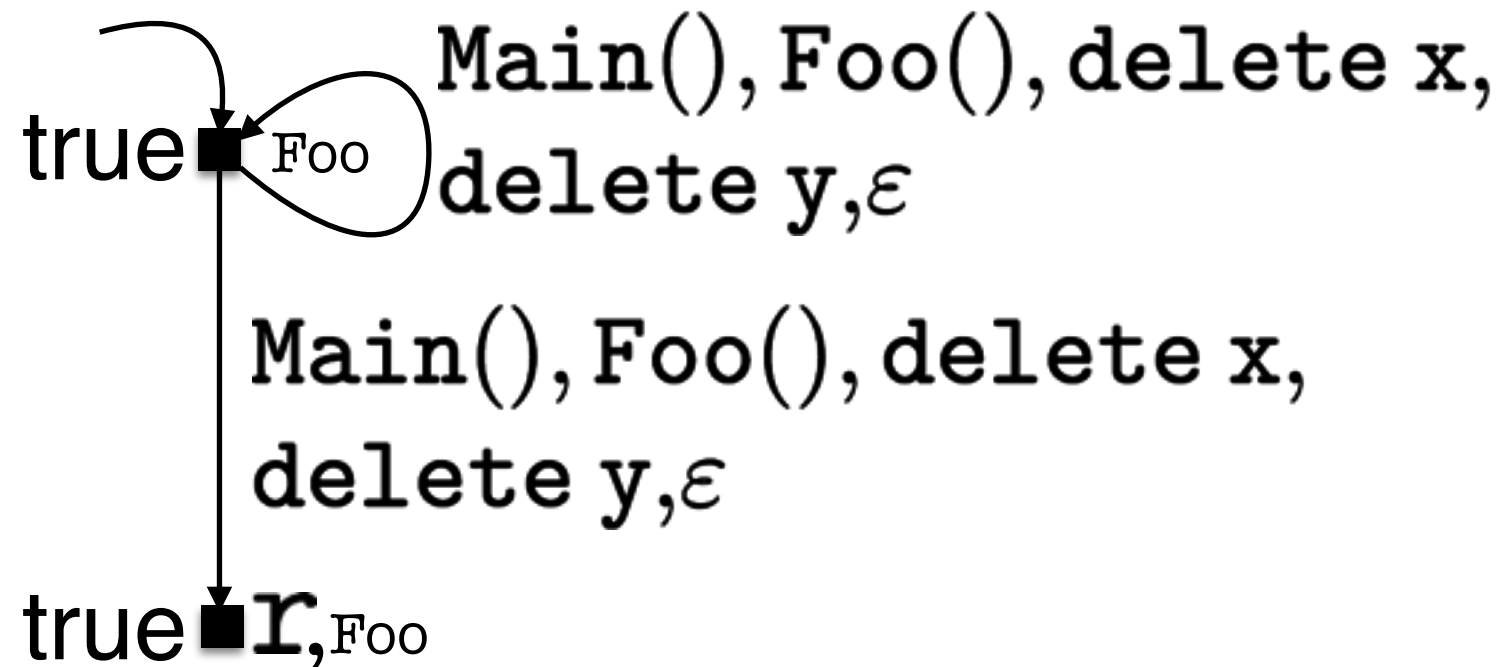 Main(), Foo(), delete x,
true Foo
delete y,ε
Main(), Foo(), delete x,
delete y,ε
true r, Foo